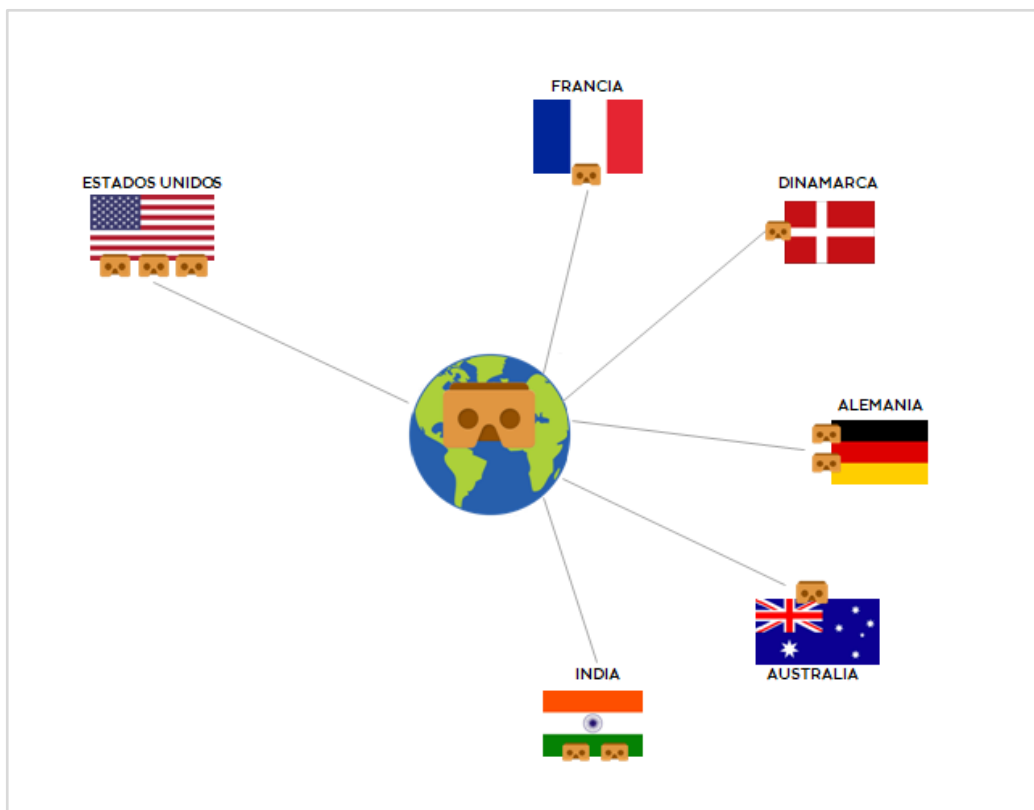 FRANCIA
ESTADOS UNIDOS
DINAMARCA
ALEMANIA
AUSTRALIA
INDIA